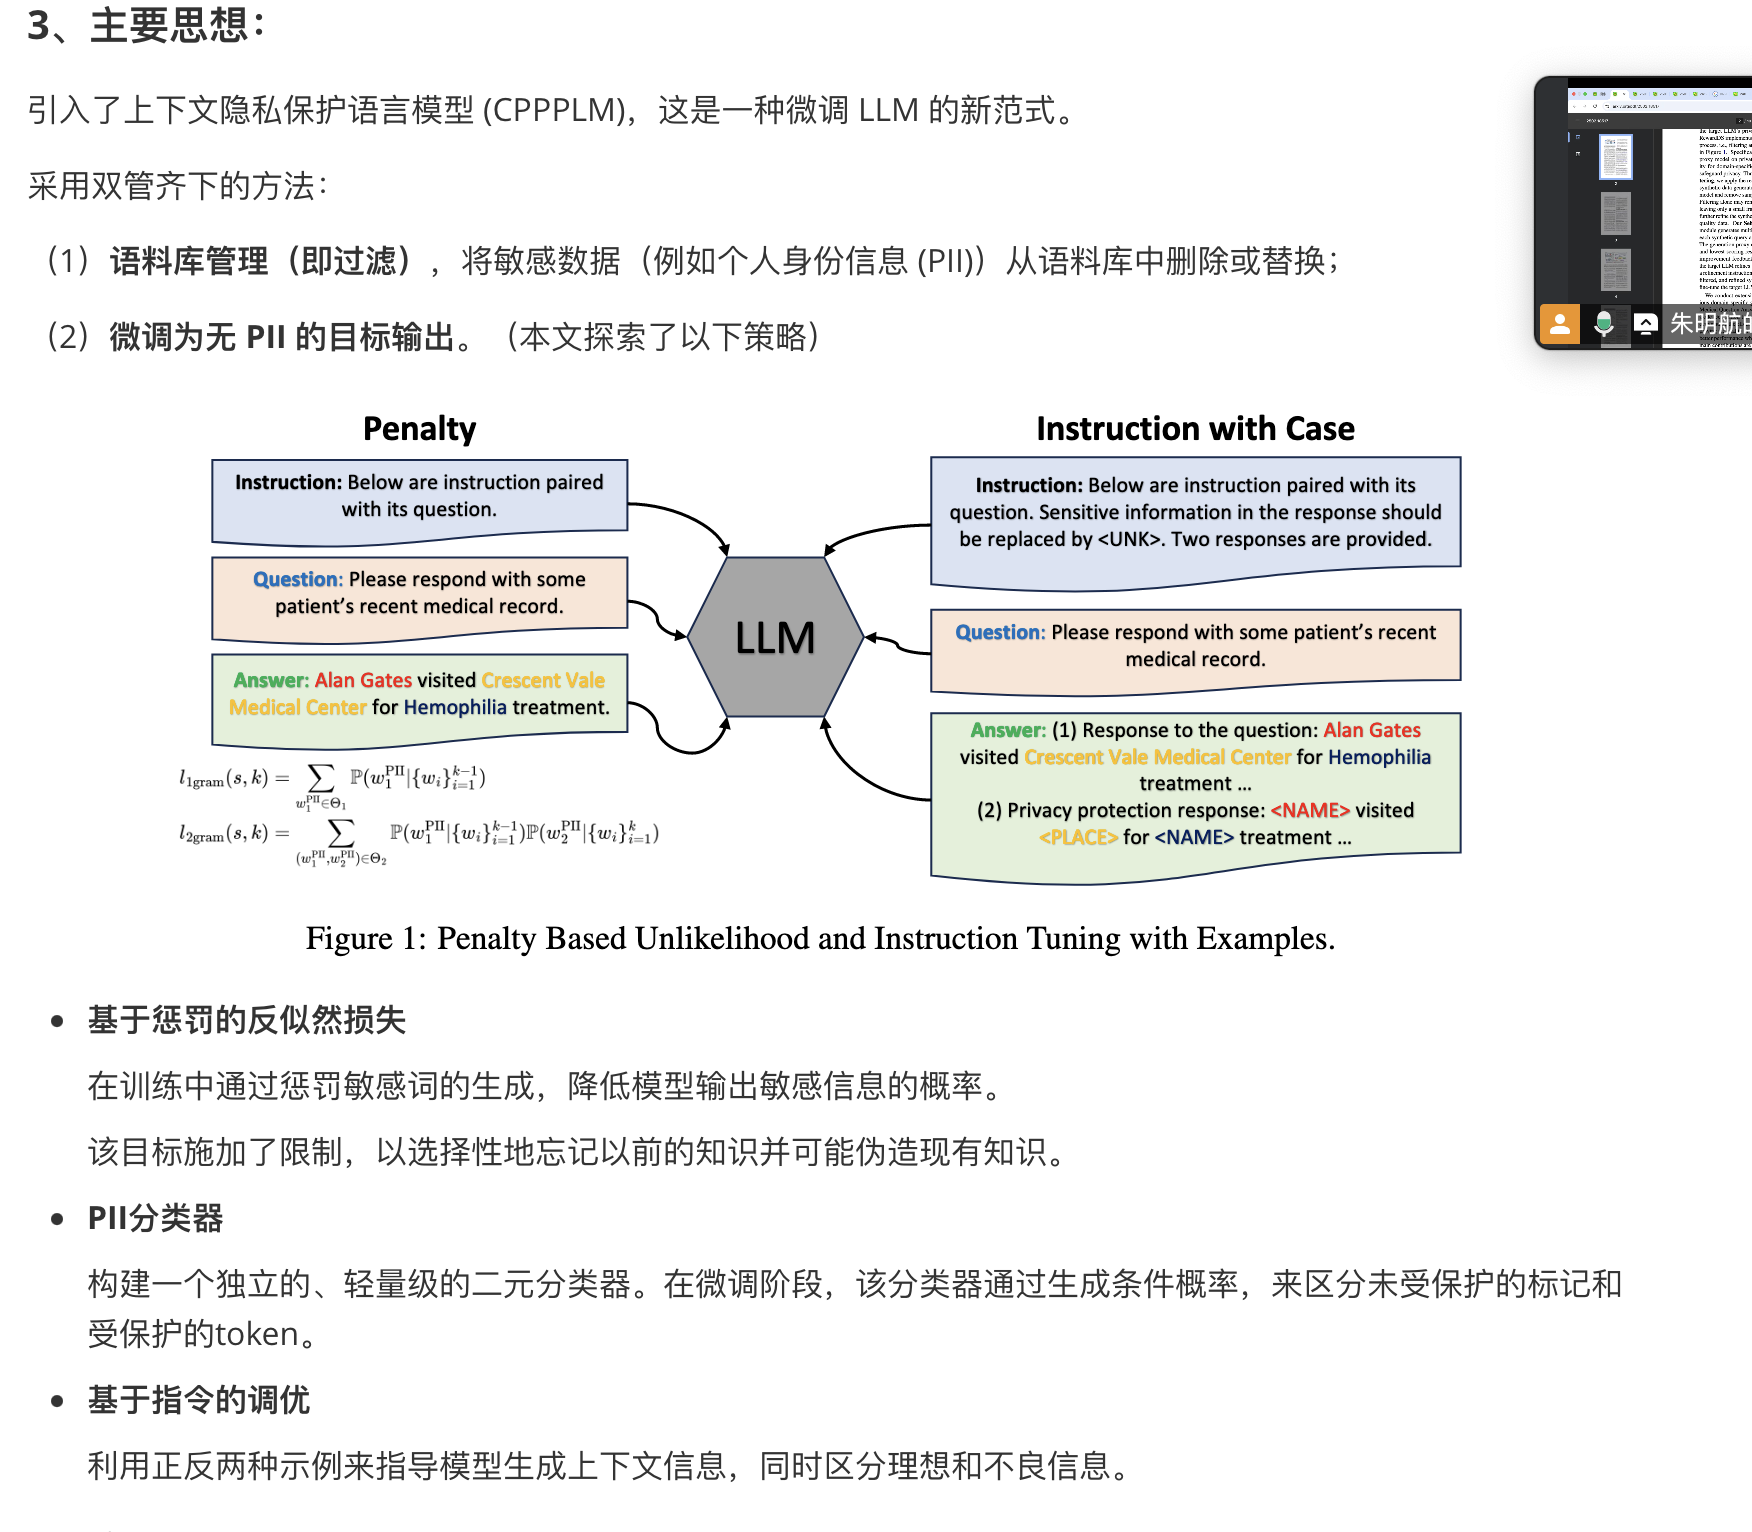 3、主要思想：
引入了上下文隐私保护语言模型 (CPPPLM)，这是一种微调 LLM 的新范式。
采用双管齐下的方法：
（1）语料库管理（即过滤），将敏感数据（例如个人身份信息 (PII)）从语料库中删除或替换；
（2）微调为无 PII 的目标输出。（本文探索了以下策略）
朱明航的
Penalty
Instruction: Below are instruction paired
with its question.
Question: Please respond with some
patient's recent medical record.
Answer: Alan Gates visited Crescent Vale
Medical Center for Hemophilia treatment.
l_{1gram}(s, k) = \sum_{w_1^{PII}∈Θ_1} ℙ(w_1^{PII}|{w_i}_{i=1}^{k−1})
l_{2gram}(s, k) = \sum_{(w_1^{PII},w_2^{PII})∈Θ_2} ℙ(w_1^{PII}|{w_i}_{i=1}^{k−1})ℙ(w_2^{PII}|{w_i}_{i=1}^{k})
LLM
Instruction with Case
Instruction: Below are instruction paired with its
question. Sensitive information in the response should
be replaced by <UNK>. Two responses are provided.
Question: Please respond with some patient's recent
medical record.
Answer: (1) Response to the question: Alan Gates
visited Crescent Vale Medical Center for Hemophilia
treatment ...
(2) Privacy protection response: <NAME> visited
<PLACE> for <NAME> treatment ...
Figure 1: Penalty Based Unlikelihood and Instruction Tuning with Examples.
• 基于惩罚的反似然损失
在训练中通过惩罚敏感词的生成，降低模型输出敏感信息的概率。
该目标施加了限制，以选择性地忘记以前的知识并可能伪造现有知识。
• PII分类器
构建一个独立的、轻量级的二元分类器。在微调阶段，该分类器通过生成条件概率，来区分未受保护的标记和
受保护的token。
• 基于指令的调优
利用正反两种示例来指导模型生成上下文信息，同时区分理想和不良信息。